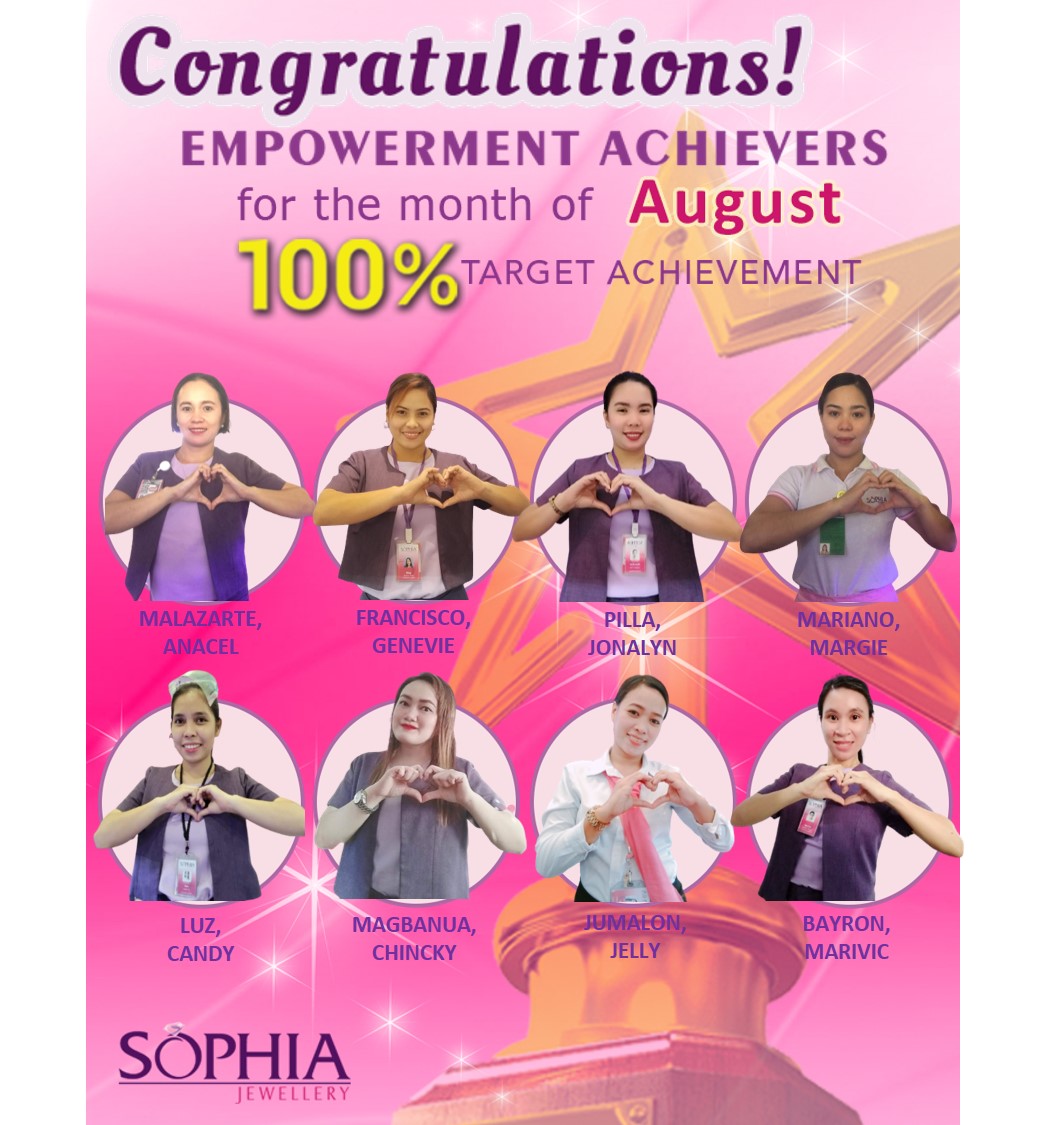 Congratulations!
EMPOWERMENT ACHIEVERS
for the month of August
100% TARGET ACHIEVEMENT
MALAZARTE,
ANACEL
FRANCISCO,
GENEVIE
PILLA,
JONALYN
MARIANO,
MARGIE
LUZ,
CANDY
MAGBANUA,
CHINCKY
JUMALON,
JELLY
BAYRON,
MARIVIC
SOPHIA
JEWELLERY